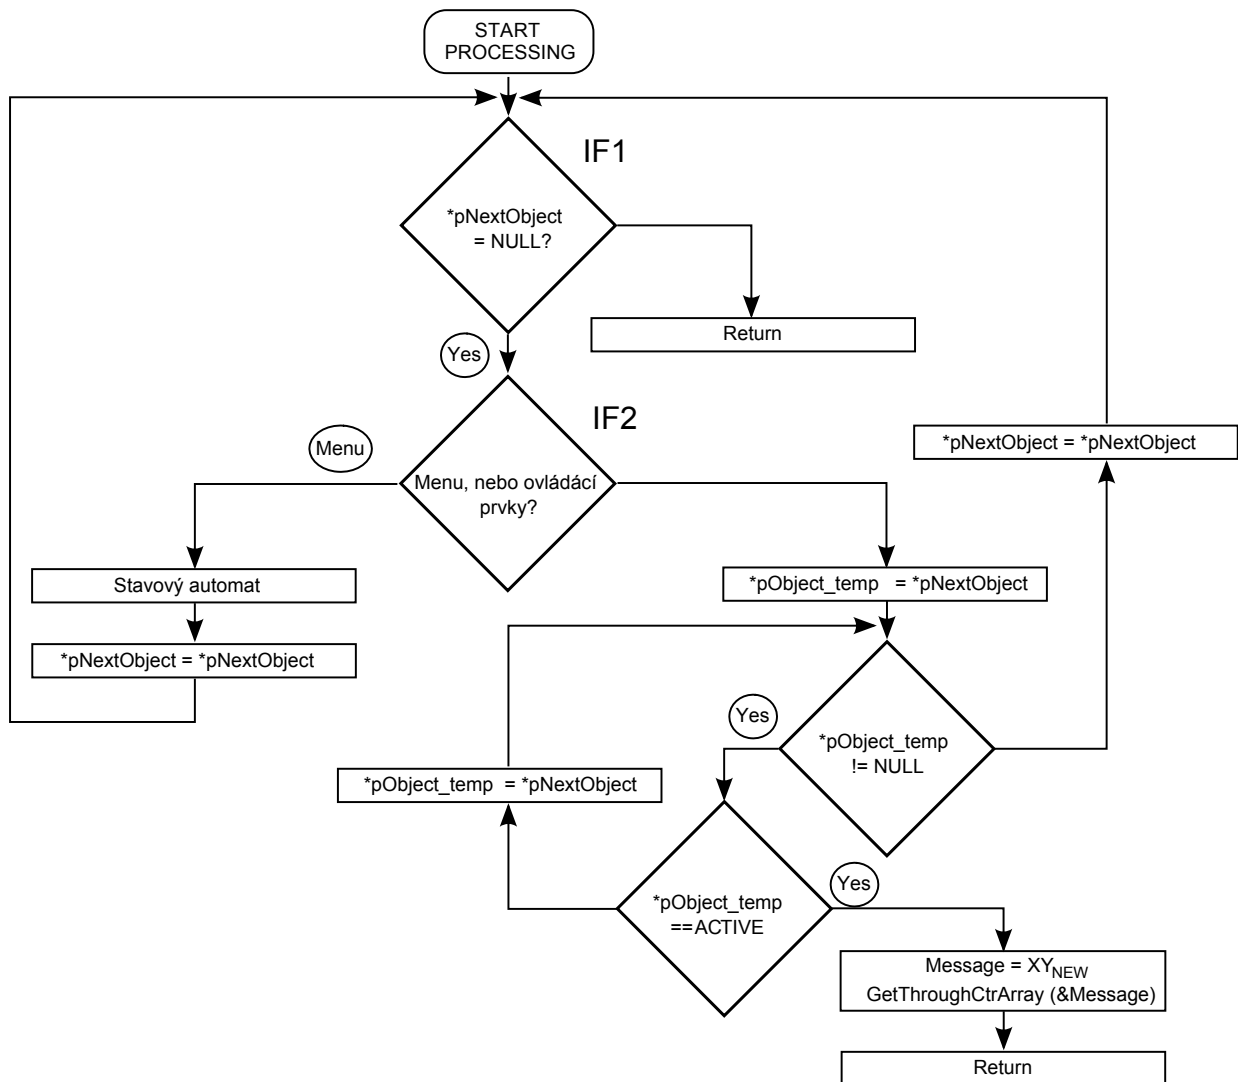 START
PROCESSING
IF1
*pNextObject
= NULL?
Return
Yes
IF2
Menu
Menu, nebo ovládácí
prvky?
*pNextObject = *pNextObject
Stavový automat
*pObject_temp = *pNextObject
*pNextObject = *pNextObject
Yes
*pObject_temp
!= NULL
*pObject_temp = *pNextObject
Yes
*pObject_temp
==ACTIVE
Message = XYNEW
GetThroughCtrArray (&Message)
Return